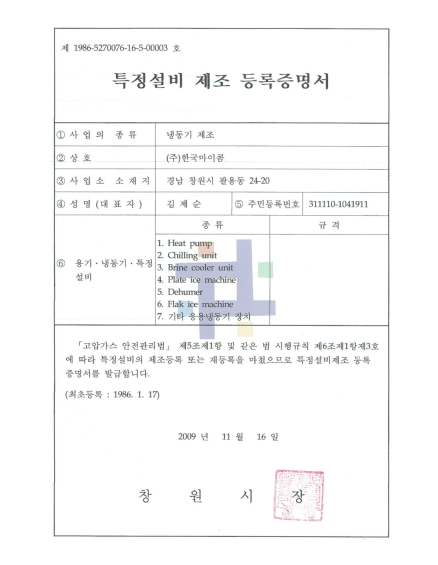 제 1986-5270076-16-5-00003 호
특정설비 제조 등록증명서
① 사 업 의 종 류 냉동기 제조
② 상 호 (주)한국마이콤
③ 사 업 소 소 재 지 경남 창원시 팔용동 24-20
④ 성 명 ( 대 표 자 ) 김 제 순 ⑤ 주민등록번호 311110-1041911
종 류 규 격
⑥ 용기·냉동기·특정
설비
1. Heat pump
2. Chilling unit
3. Brine cooler unit
4. Plate ice machine
5. Dehumer
6. Flak ice machine
7. 기타 응용냉동기 장치
「고압가스 안전관리법」 제5조제1항 및 같은 법 시행규칙 제6조제1항제3호
에 따라 특정설비의 제조등록 또는 재등록을 마쳤으므로 특정설비제조 등록
증명서를 발급합니다.
(최초등록 : 1986. 1. 17)
2009 년 11 월 16 일
창 원 시 장